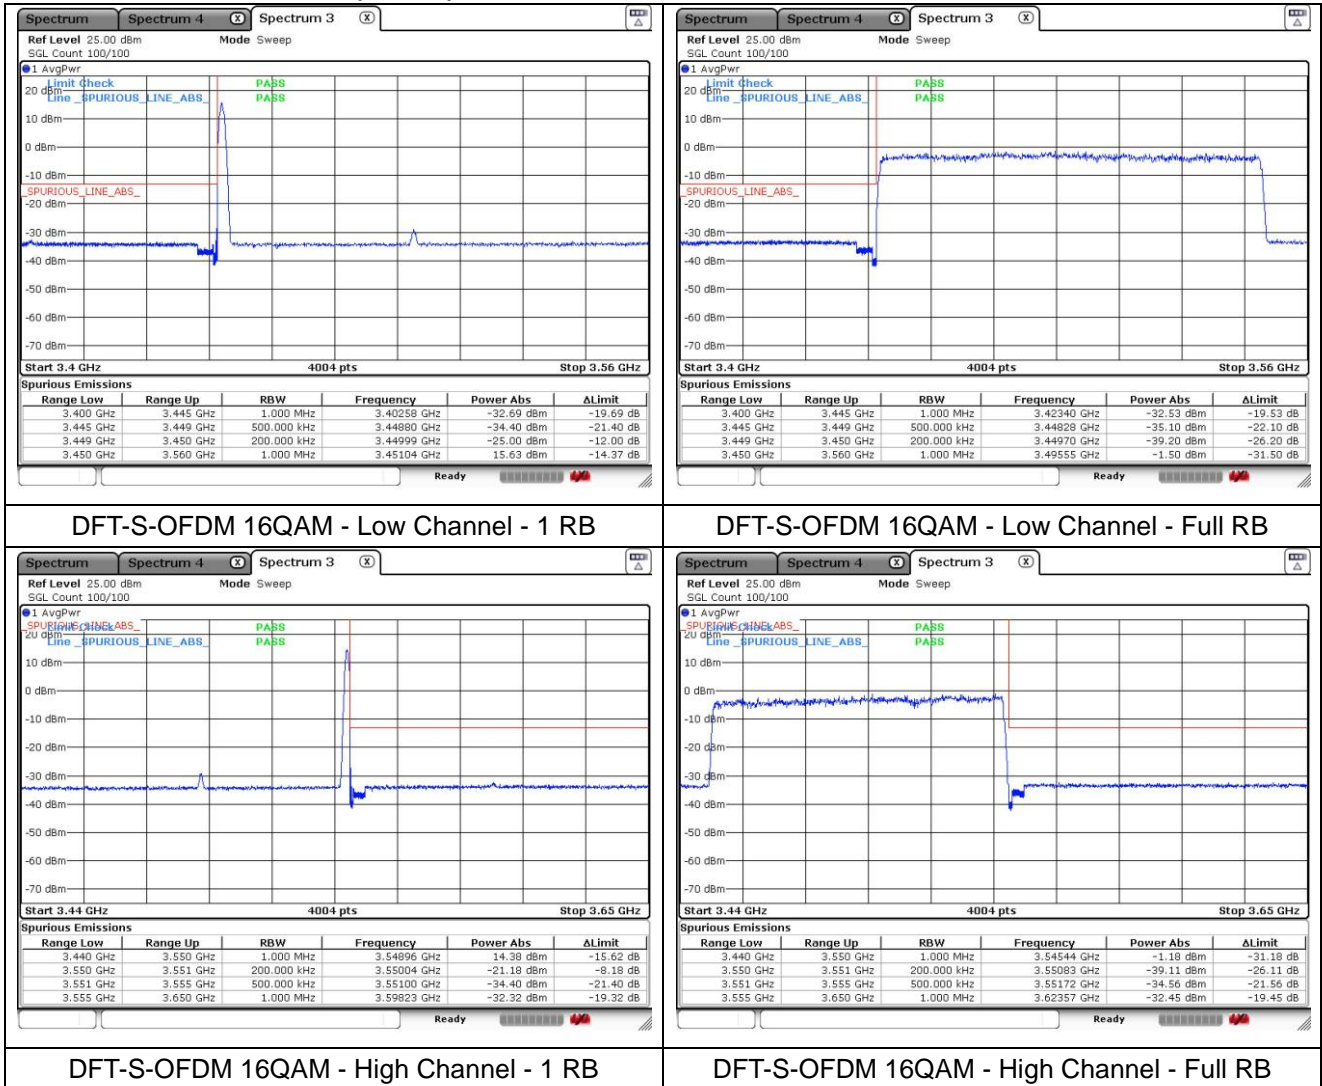 Spectrum Spectrum 4 X Spectrum 3 X
Ref Level 25.00 dBm Mode Sweep
SGL Count 100/100
1 AvgPwr
Limit Check PASS
20 dBm
Line _SPURIOUS_LINE_ABS_ PASS
10 dBm
0 dBm
-10 dBm
_SPURIOUS_LINE_ABS_
-20 dBm
-30 dBm
-40 dBm
-50 dBm
-60 dBm
-70 dBm
Start 3.4 GHz 4004 pts Stop 3.56 GHz
Spurious Emissions
Range Low Range Up RBW Frequency Power Abs ΔLimit
3.400 GHz 3.445 GHz 1.000 MHz 3.40258 GHz -32.69 dBm -19.69 dB
3.445 GHz 3.449 GHz 500.000 kHz 3.44880 GHz -34.40 dBm -21.40 dB
3.449 GHz 3.450 GHz 200.000 kHz 3.44999 GHz -25.00 dBm -12.00 dB
3.450 GHz 3.560 GHz 1.000 MHz 3.45104 GHz 15.63 dBm -14.37 dB
Ready
DFT-S-OFDM 16QAM - Low Channel - 1 RB
Spectrum Spectrum 4 X Spectrum 3 X
Ref Level 25.00 dBm Mode Sweep
SGL Count 100/100
1 AvgPwr
Limit Check PASS
20 dBm
Line _SPURIOUS_LINE_ABS_ PASS
10 dBm
0 dBm
-10 dBm
_SPURIOUS_LINE_ABS_
-20 dBm
-30 dBm
-40 dBm
-50 dBm
-60 dBm
-70 dBm
Start 3.4 GHz 4004 pts Stop 3.56 GHz
Spurious Emissions
Range Low Range Up RBW Frequency Power Abs ΔLimit
3.400 GHz 3.445 GHz 1.000 MHz 3.42340 GHz -32.53 dBm -19.53 dB
3.445 GHz 3.449 GHz 500.000 kHz 3.44828 GHz -35.10 dBm -22.10 dB
3.449 GHz 3.450 GHz 200.000 kHz 3.44970 GHz -39.20 dBm -26.20 dB
3.450 GHz 3.560 GHz 1.000 MHz 3.49555 GHz -1.50 dBm -31.50 dB
Ready
DFT-S-OFDM 16QAM - Low Channel - Full RB
Spectrum Spectrum 4 X Spectrum 3 X
Ref Level 25.00 dBm Mode Sweep
SGL Count 100/100
1 AvgPwr
_SPURIOUS_LINE_ABS_
Limit Check PASS
20 dBm
Line _SPURIOUS_LINE_ABS_ PASS
10 dBm
0 dBm
-10 dBm
-20 dBm
-30 dBm
-40 dBm
-50 dBm
-60 dBm
-70 dBm
Start 3.44 GHz 4004 pts Stop 3.65 GHz
Spurious Emissions
Range Low Range Up RBW Frequency Power Abs ΔLimit
3.440 GHz 3.550 GHz 1.000 MHz 3.54896 GHz 14.38 dBm -15.62 dB
3.550 GHz 3.551 GHz 200.000 kHz 3.55004 GHz -21.18 dBm -8.18 dB
3.551 GHz 3.555 GHz 500.000 kHz 3.55100 GHz -34.40 dBm -21.40 dB
3.555 GHz 3.650 GHz 1.000 MHz 3.59823 GHz -32.32 dBm -19.32 dB
Ready
DFT-S-OFDM 16QAM - High Channel - 1 RB
Spectrum Spectrum 4 X Spectrum 3 X
Ref Level 25.00 dBm Mode Sweep
SGL Count 100/100
1 AvgPwr
_SPURIOUS_LINE_ABS_
Limit Check PASS
20 dBm
Line _SPURIOUS_LINE_ABS_ PASS
10 dBm
0 dBm
-10 dBm
-20 dBm
-30 dBm
-40 dBm
-50 dBm
-60 dBm
-70 dBm
Start 3.44 GHz 4004 pts Stop 3.65 GHz
Spurious Emissions
Range Low Range Up RBW Frequency Power Abs ΔLimit
3.440 GHz 3.550 GHz 1.000 MHz 3.54544 GHz -1.18 dBm -31.18 dB
3.550 GHz 3.551 GHz 200.000 kHz 3.55083 GHz -39.11 dBm -26.11 dB
3.551 GHz 3.555 GHz 500.000 kHz 3.55172 GHz -34.56 dBm -21.56 dB
3.555 GHz 3.650 GHz 1.000 MHz 3.62357 GHz -32.45 dBm -19.45 dB
Ready
DFT-S-OFDM 16QAM - High Channel - Full RB